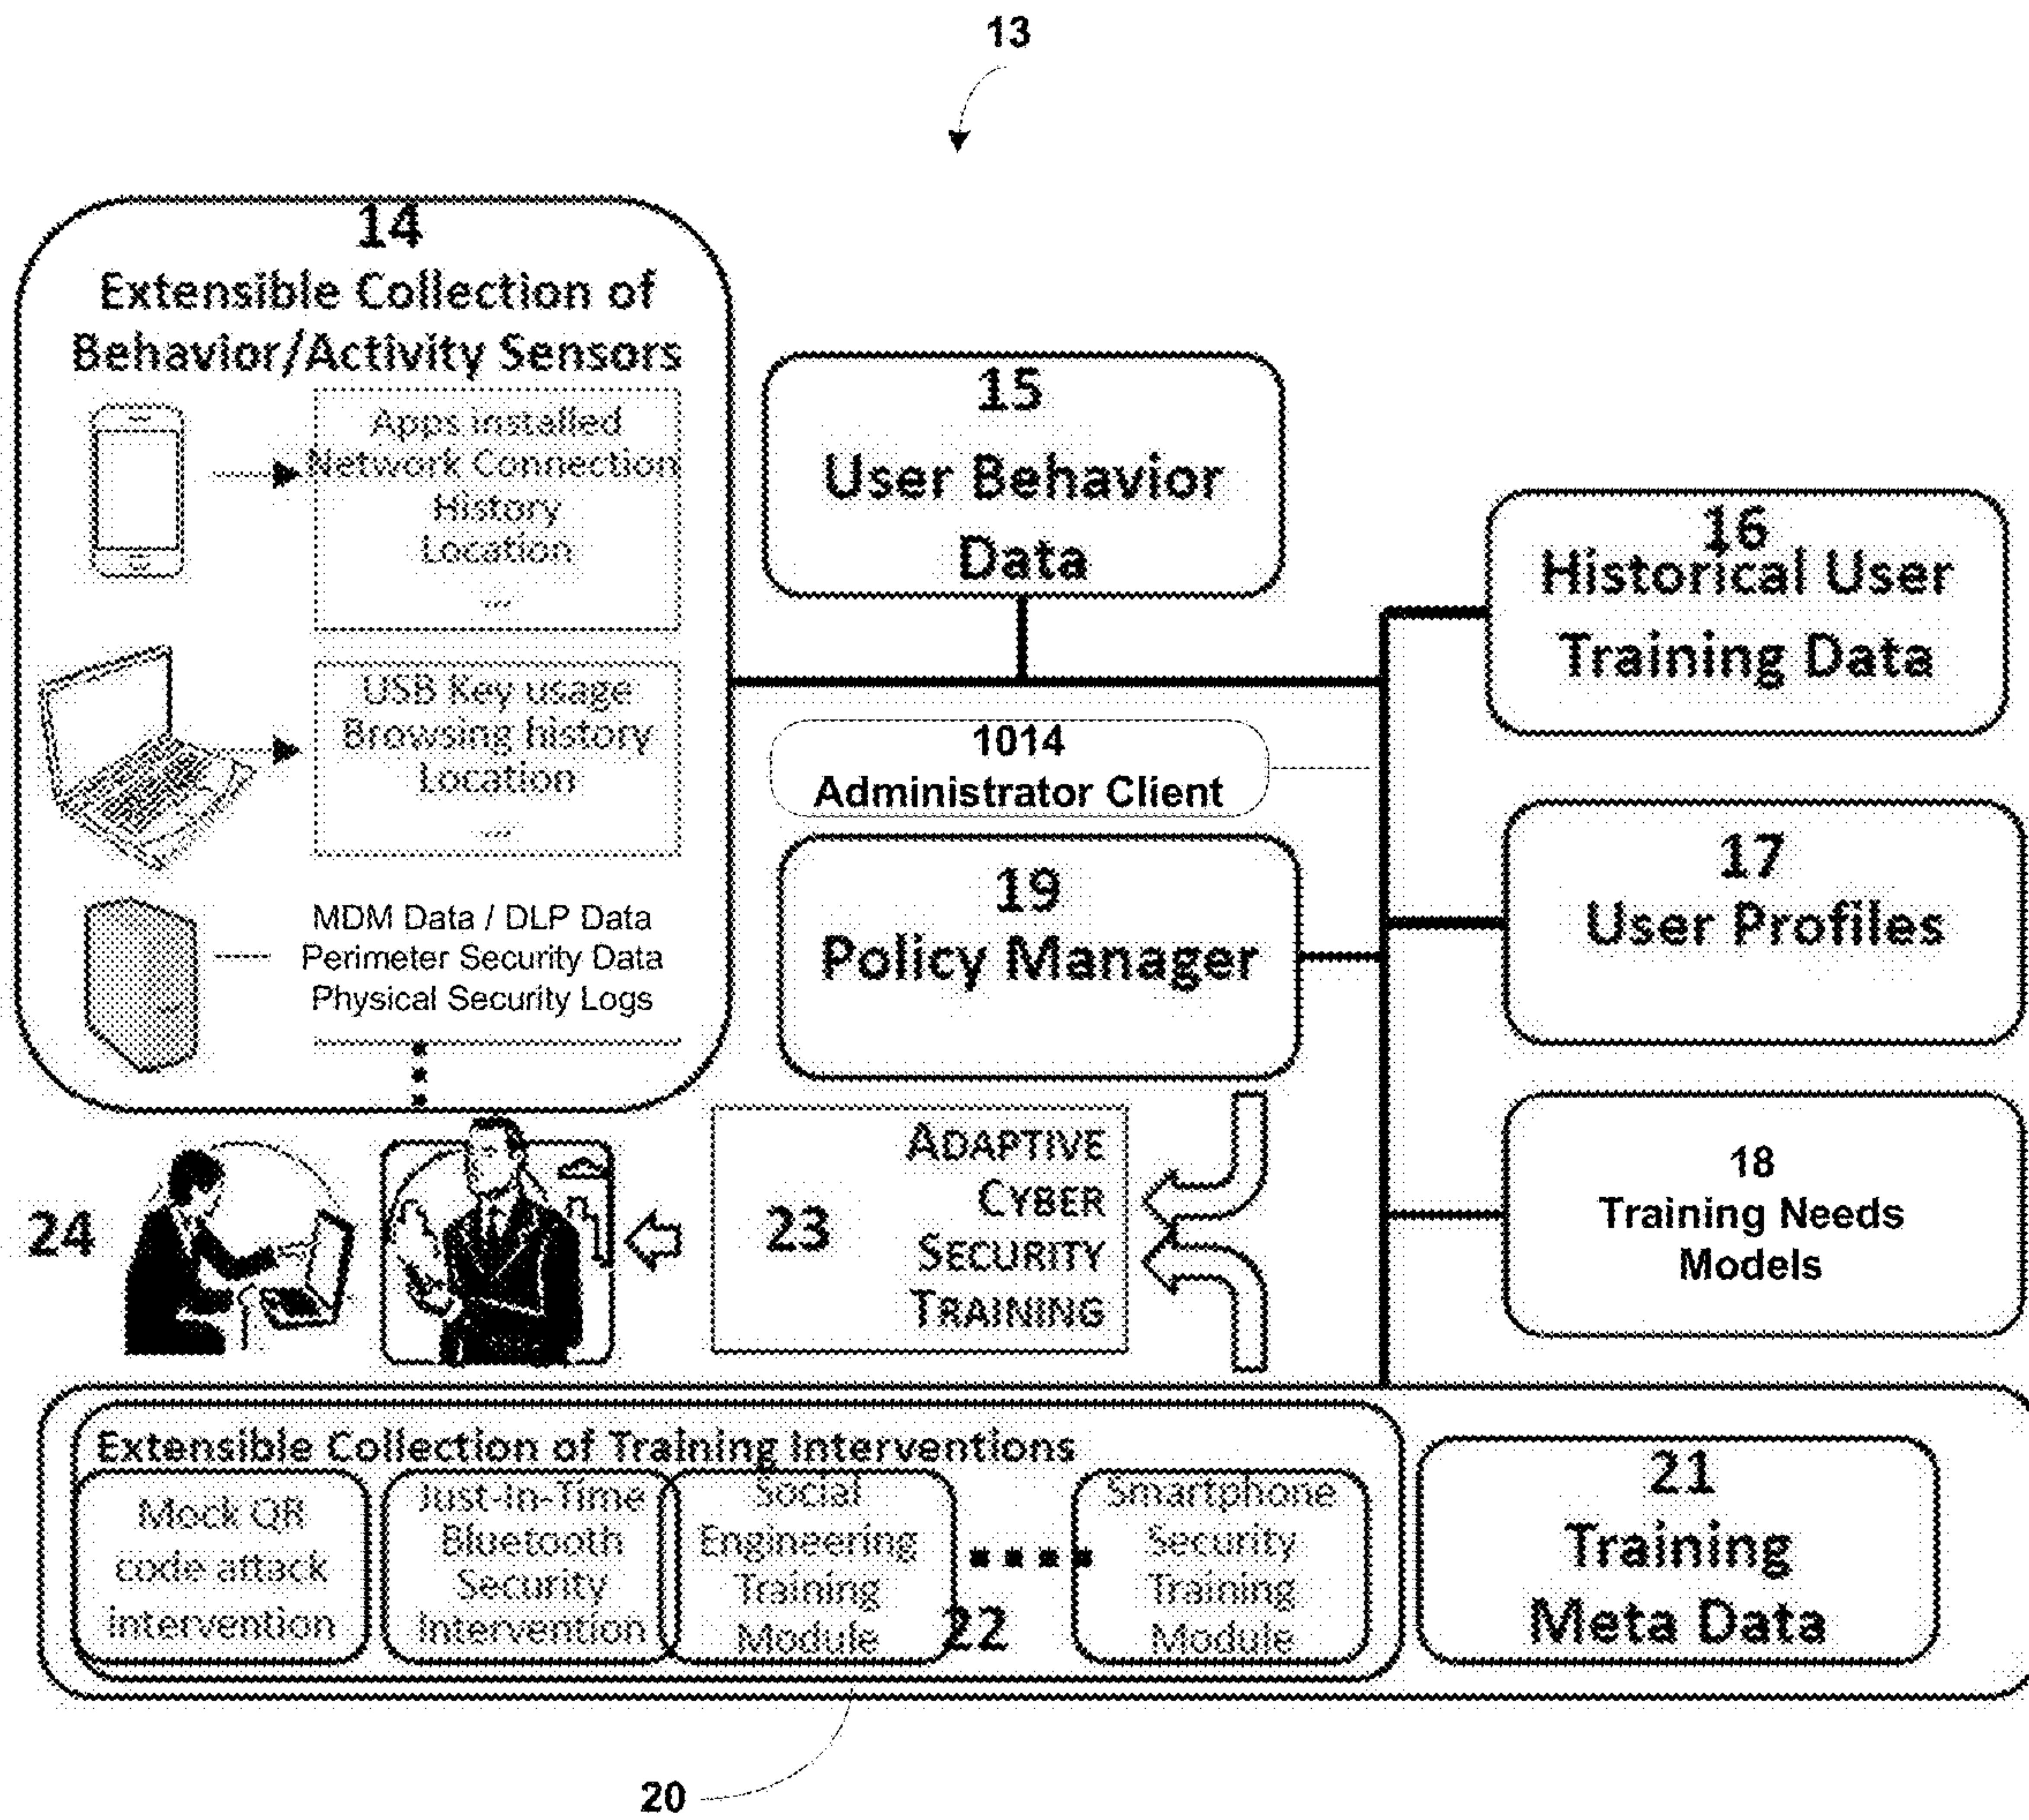 13
14
Extensible Collection of
Behavior/Activity Sensors
Apps installed
Network Connection
History
Location
...
USB Key usage
Browsing history
Location
...
MDM Data / DLP Data
Perimeter Security Data
Physical Security Logs
15
User Behavior
Data
16
Historical User
Training Data
1014
Administrator Client
17
User Profiles
19
Policy Manager
18
Training Needs
Models
24
23
ADAPTIVE
CYBER
SECURITY
TRAINING
Extensible Collection of Training Interventions
Mock QR
code attack
intervention
Just-In-Time
Bluetooth
Security
Intervention
Social
Engineering
Training
Module
22
Smartphone
Security
Training
Module
21
Training
Meta Data
20